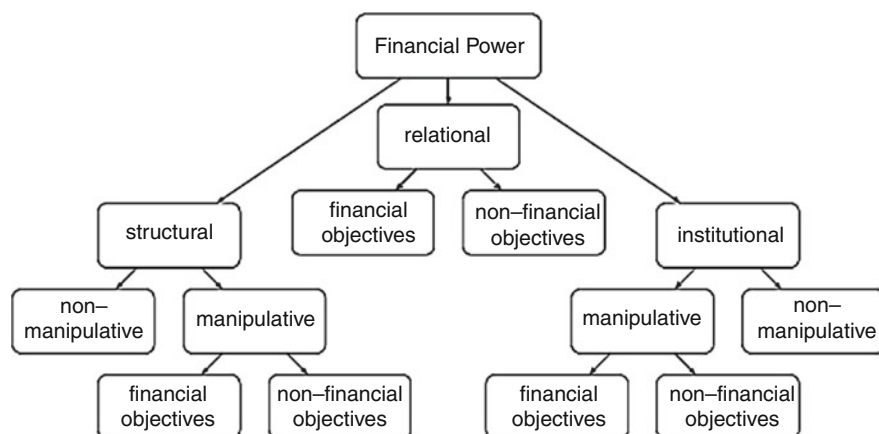 Financial Power
relational
financial
objectives
non–financial
objectives
structural
institutional
non–
manipulative
manipulative
manipulative
non–
manipulative
financial
objectives
non–financial
objectives
financial
objectives
non–financial
objectives